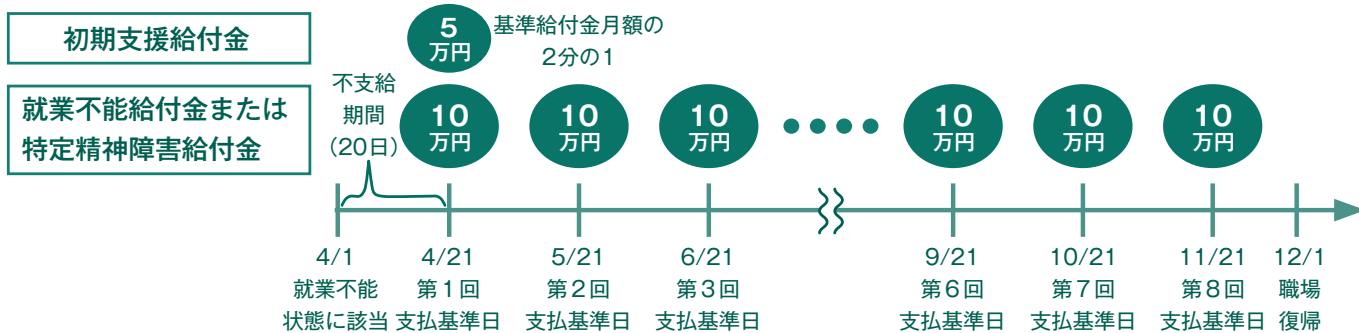 初期支援給付金
5
万円
基準給付金月額の
2分の1
就業不能給付金または
特定精神障害給付金
不支給
期間
（20日）
10
万円
10
万円
10
万円
10
万円
10
万円
10
万円
4/1
就業不能
状態に該当
4/21
第1回
支払基準日
5/21
第2回
支払基準日
6/21
第3回
支払基準日
9/21
第6回
支払基準日
10/21
第7回
支払基準日
11/21
第8回
支払基準日
12/1
職場
復帰